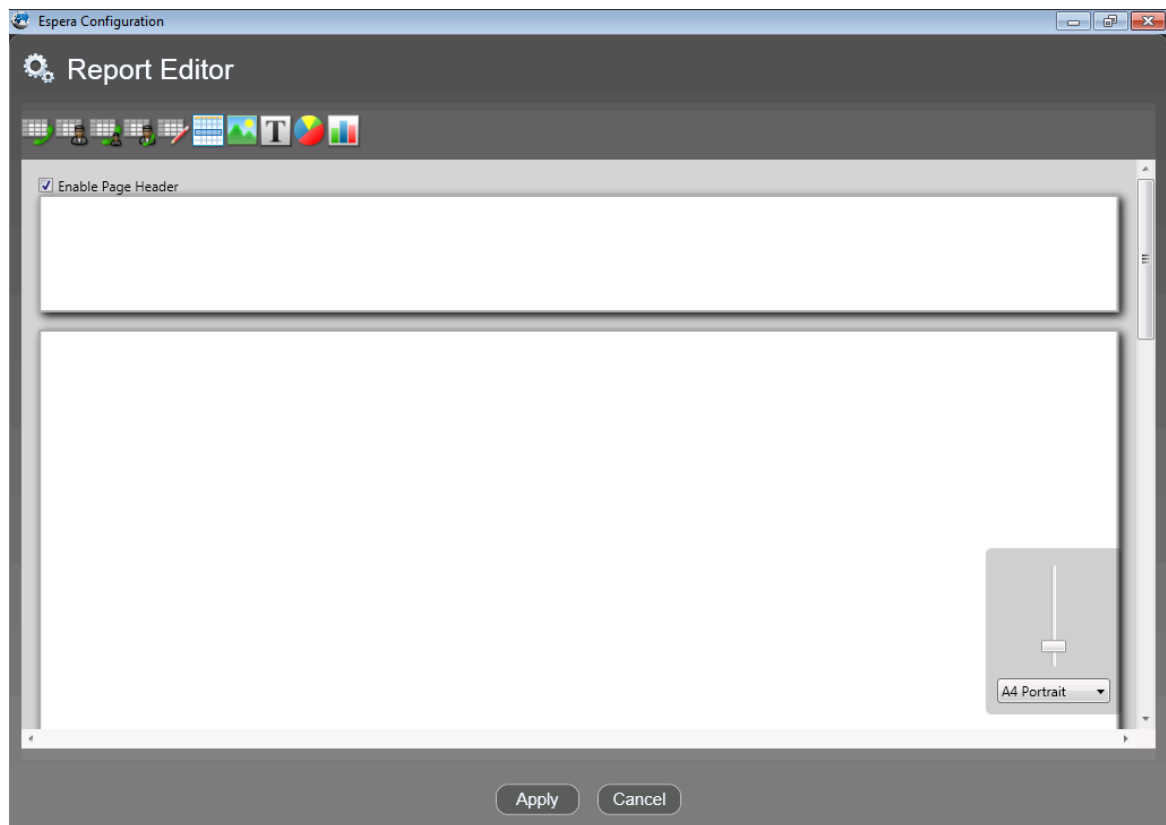 Espera Configuration
Report Editor
T
Enable Page Header
A4 Portrait
Apply Cancel